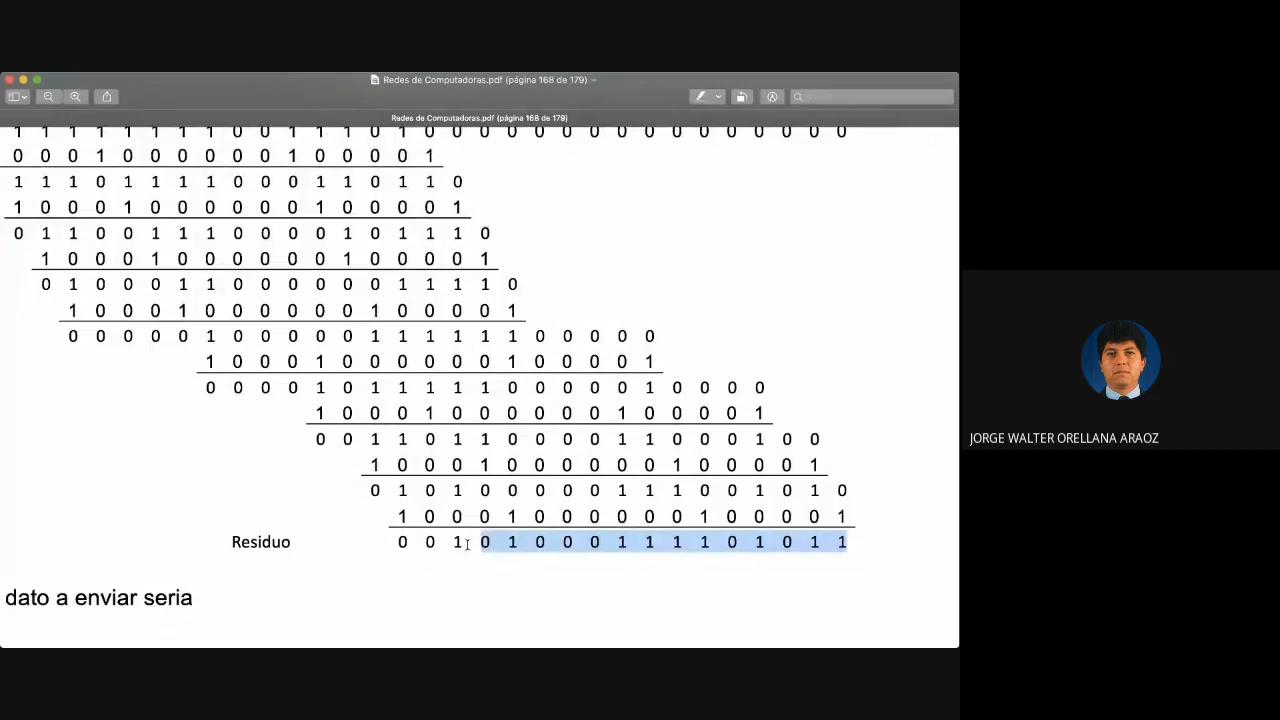 Redes de Computadoras.pdf (página 168 de 179)
Redes de Computadoras.pdf (página 168 de 179)
1 1 1 1 1 1 1 1 0 0 1 1 1 0 1 0 0 0 0 0 0 0 0 0 0 0 0 0 0 0 0
0 0 0 1 0 0 0 0 0 0 1 0 0 0 0 1
1 1 1 0 1 1 1 1 0 0 0 1 1 0 1 1 0
1 0 0 0 1 0 0 0 0 0 0 1 0 0 0 0 1
0 1 1 0 0 1 1 1 0 0 0 0 1 0 1 1 1 0
1 0 0 0 1 0 0 0 0 0 0 1 0 0 0 0 1
0 1 0 0 0 1 1 0 0 0 0 0 0 1 1 1 1 0
1 0 0 0 1 0 0 0 0 0 0 1 0 0 0 0 1
0 0 0 0 0 1 0 0 0 0 0 1 1 1 1 1 1 0 0 0 0 0
1 0 0 0 1 0 0 0 0 0 0 1 0 0 0 0 1
0 0 0 0 1 0 1 1 1 1 1 0 0 0 0 0 1 0 0 0 0
1 0 0 0 1 0 0 0 0 0 0 1 0 0 0 0 1
0 0 1 1 0 1 1 0 0 0 0 1 1 0 0 0 1 0 0
1 0 0 0 1 0 0 0 0 0 0 1 0 0 0 0 1
0 1 0 1 0 0 0 0 0 1 1 1 0 0 1 0 1 0
1 0 0 0 1 0 0 0 0 0 0 1 0 0 0 0 1
Residuo 0 0 1 0 1 0 0 0 1 1 1 1 0 1 0 1 1
dato a enviar seria
JORGE WALTER ORELLANA ARAOZ